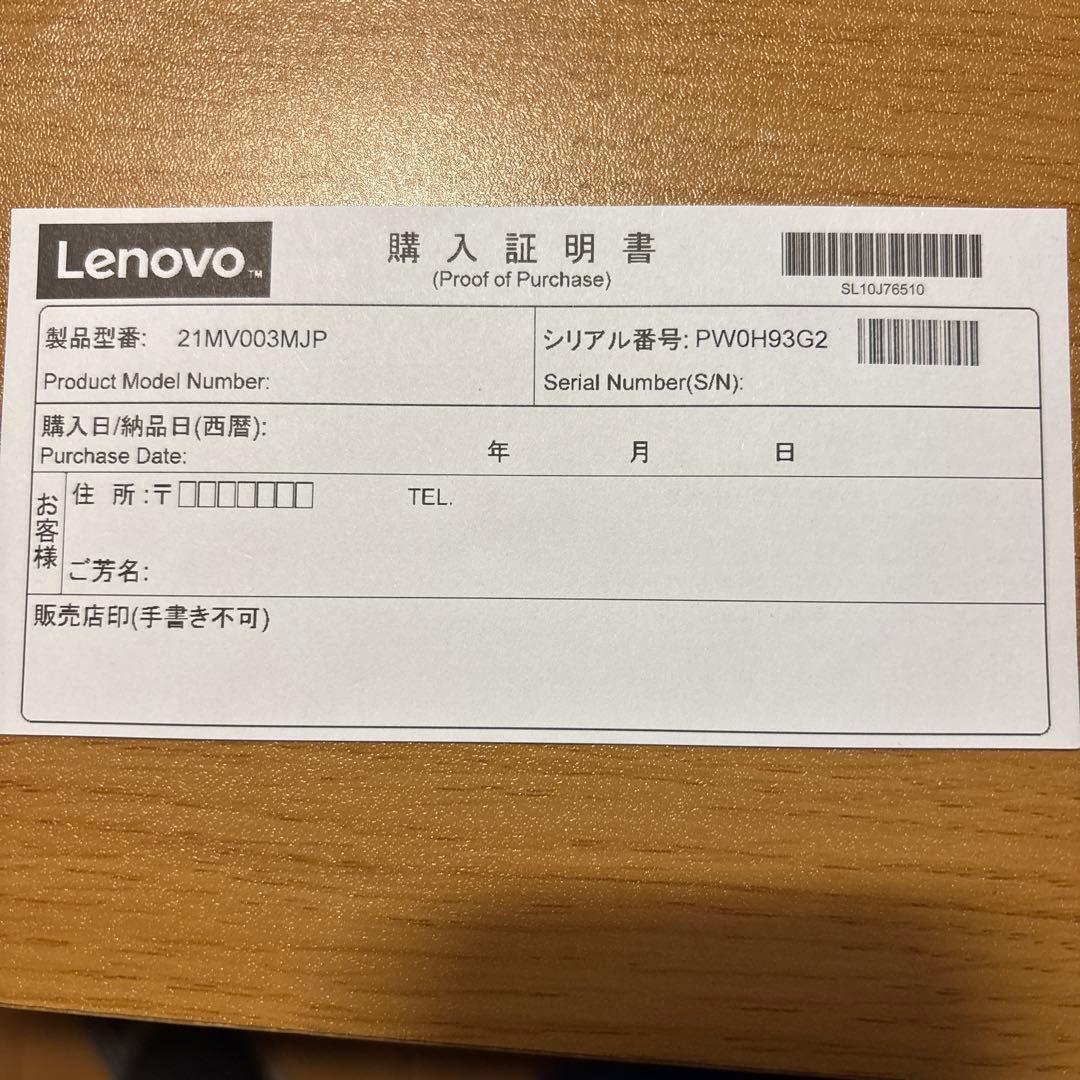 Lenovo™
購入証明書
(Proof of Purchase)
SL10J76510
製品型番: 21MV003MJP
Product Model Number:
シリアル番号: PW0H93G2
Serial Number(S/N):
購入日/納品日(西暦):
Purchase Date:
年 月 日
お客様
住 所:〒□□□□□□□ TEL.
ご芳名:
販売店印(手書き不可)